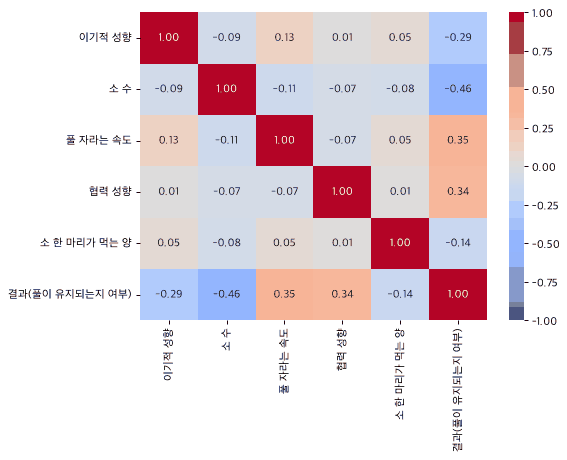 이기적 성향 1.00 -0.09 0.13 0.01 0.05 -0.29
소 수 -0.09 1.00 -0.11 -0.07 -0.08 -0.46
풀 자라는 속도 0.13 -0.11 1.00 -0.07 0.05 0.35
협력 성향 0.01 -0.07 -0.07 1.00 0.01 0.34
소 한 마리가 먹는 양 0.05 -0.08 0.05 0.01 1.00 -0.14
결과(풀이 유지되는지 여부) -0.29 -0.46 0.35 0.34 -0.14 1.00
이기적 성향
소 수
풀 자라는 속도
협력 성향
소 한 마리가 먹는 양
결과(풀이 유지되는지 여부)
1.00
0.75
0.50
0.25
0.00
-0.25
-0.50
-0.75
-1.00